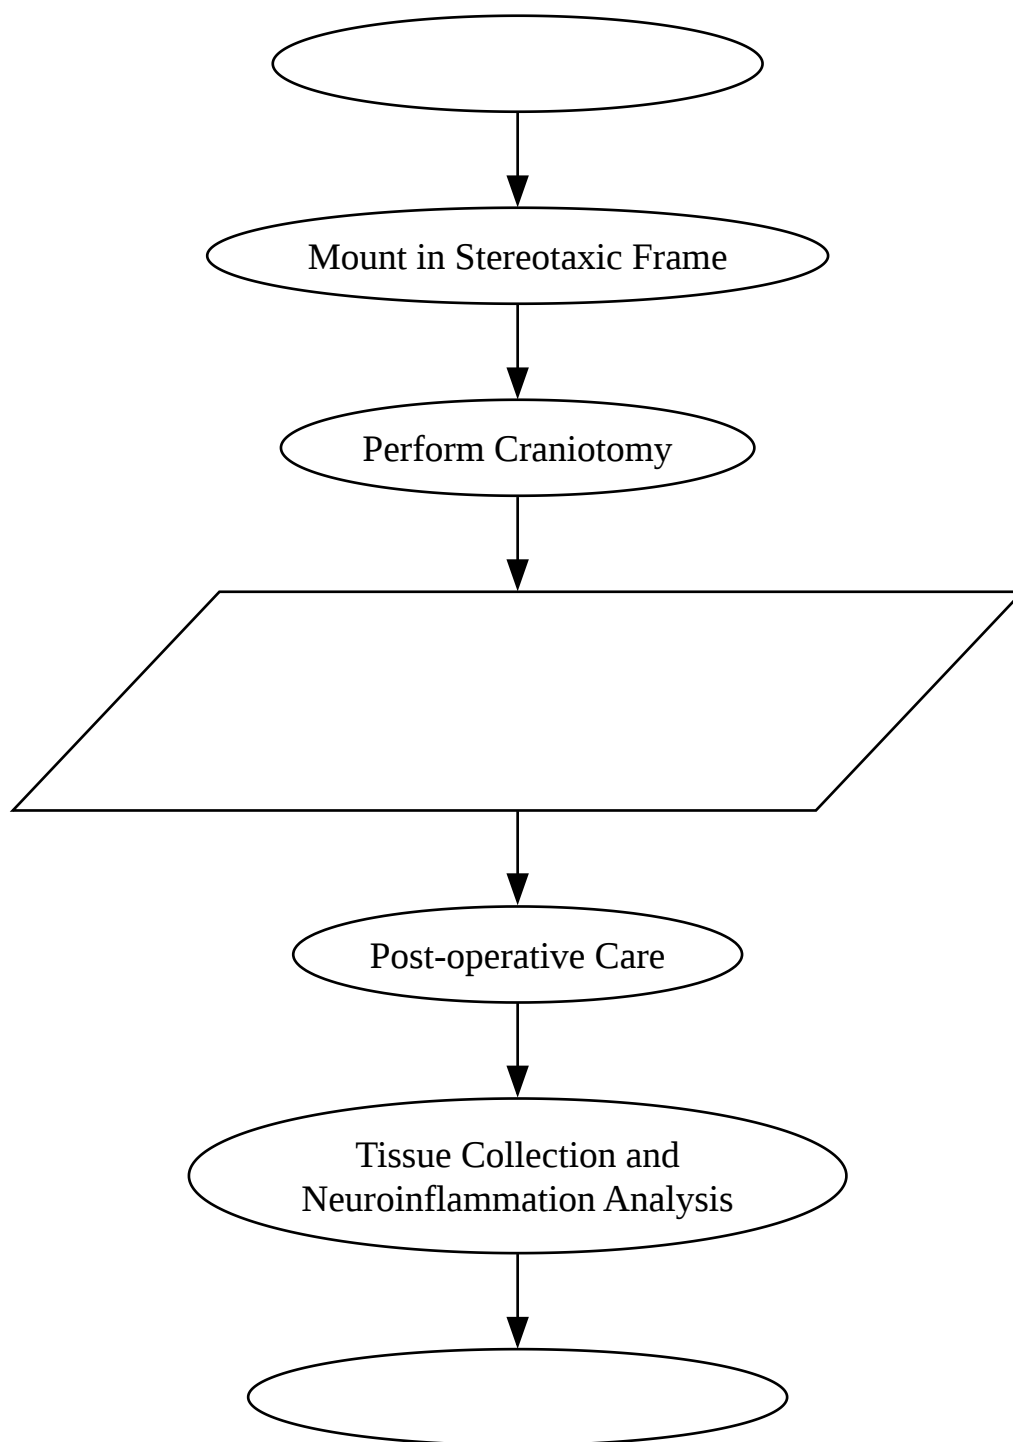 Mount in Stereotaxic Frame
Perform Craniotomy
Post-operative Care
Tissue Collection and
Neuroinflammation Analysis